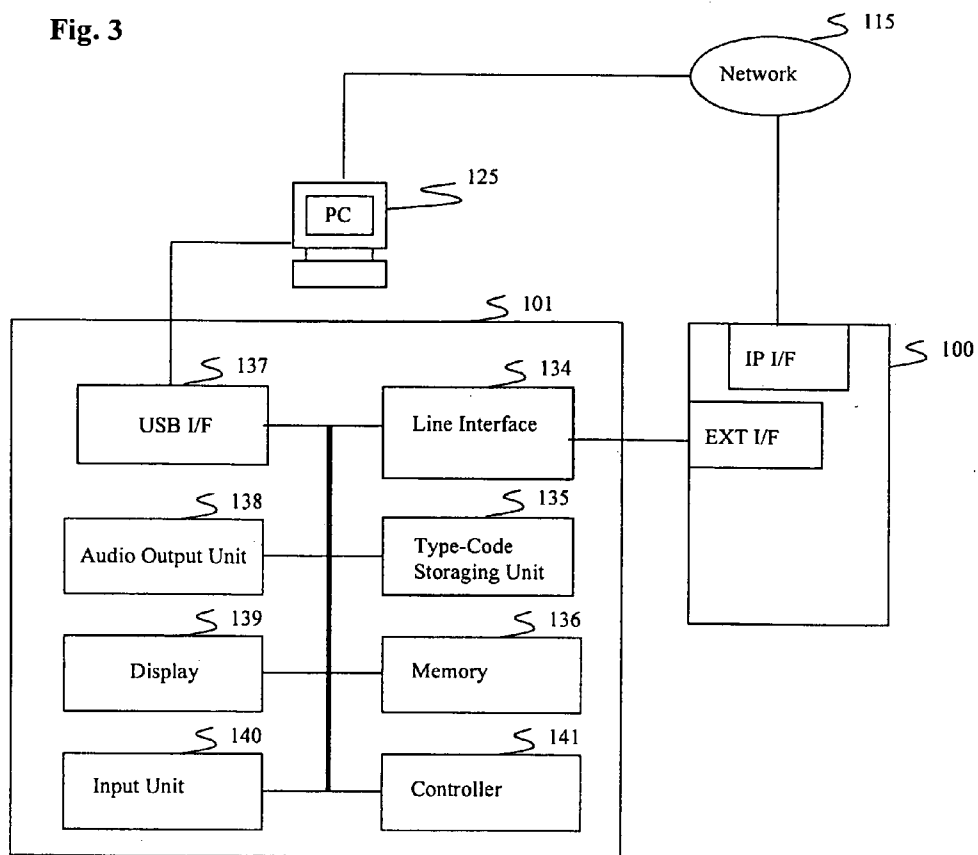 Fig. 3
115
Network
125
PC
101
137
USB I/F
134
Line Interface
IP I/F
100
EXT I/F
138
Audio Output Unit
135
Type-Code
Storaging Unit
139
Display
136
Memory
140
Input Unit
141
Controller